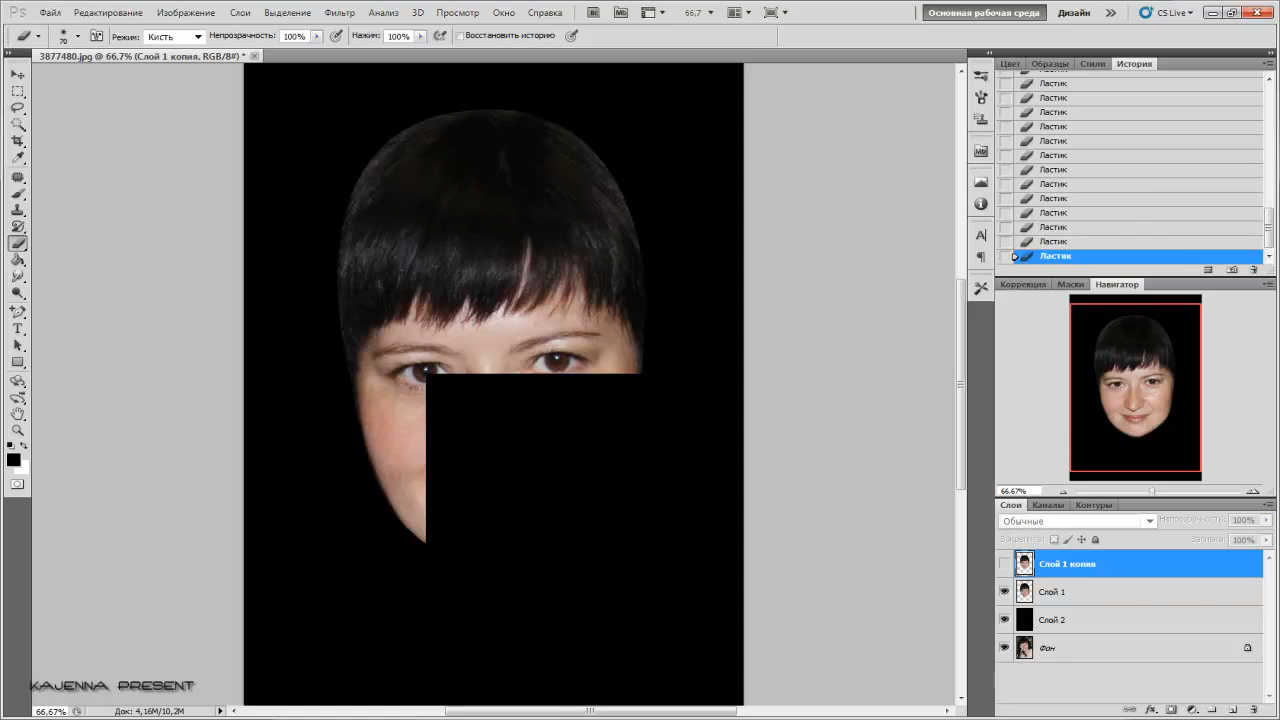 PS Файл Редактирование Изображение Слои Выделение Фильтр Анализ 3D Просмотр Окно Справка Br Mb 66,7 Основная рабочая среда Дизайн CS Live
70 Режим: Кисть Непрозрачность: 100% Нажим: 100% Восстановить историю
3877480.jpg @ 66,7% (Слой 1 копия, RGB/8#) *
Цвет Образцы Стили История
Ластик
Ластик
Ластик
Ластик
Ластик
Ластик
Ластик
Ластик
Ластик
Ластик
Ластик
Ластик
Ластик
Коррекция Маски Навигатор
66.67%
Слои Каналы Контуры
Обычные Непрозрачность: 100%
Закрепить: Заливка: 100%
Слой 1 копия
Слой 1
Слой 2
Фон
KAJENNA PRESENT
66,67% Док: 4,16M/10,2M